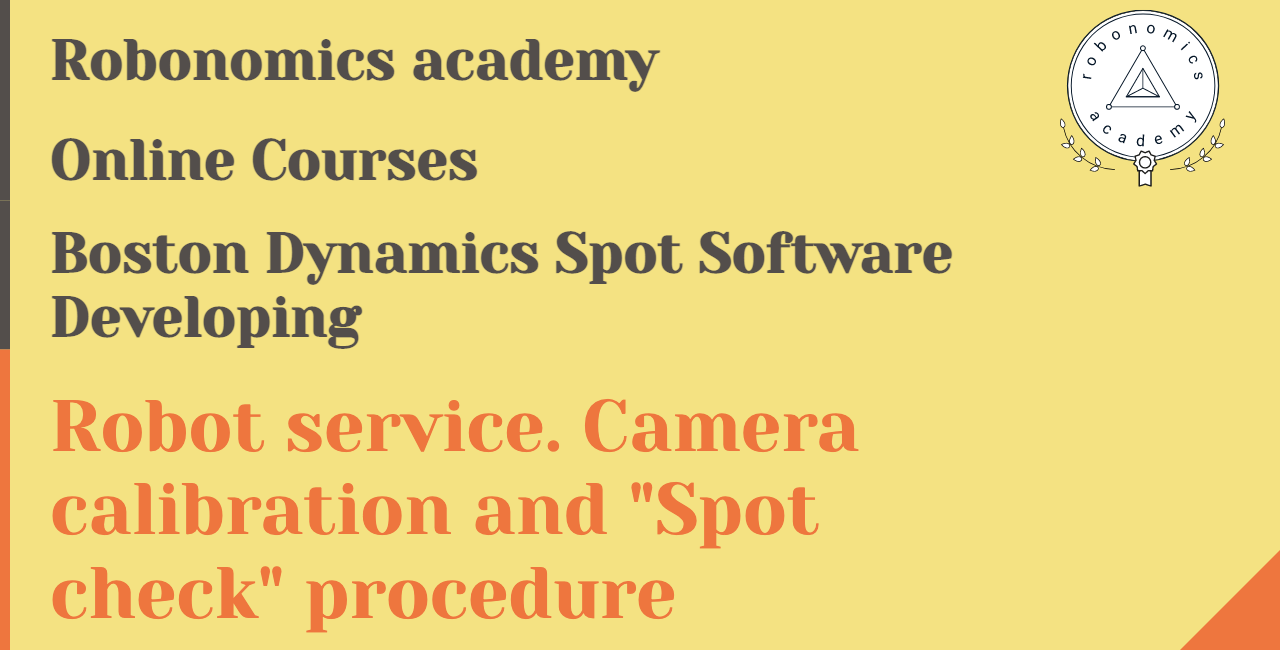 Robonomics academy
robonomics
academy
Online Courses
Boston Dynamics Spot Software
Developing
Robot service. Camera
calibration and "Spot
check" procedure